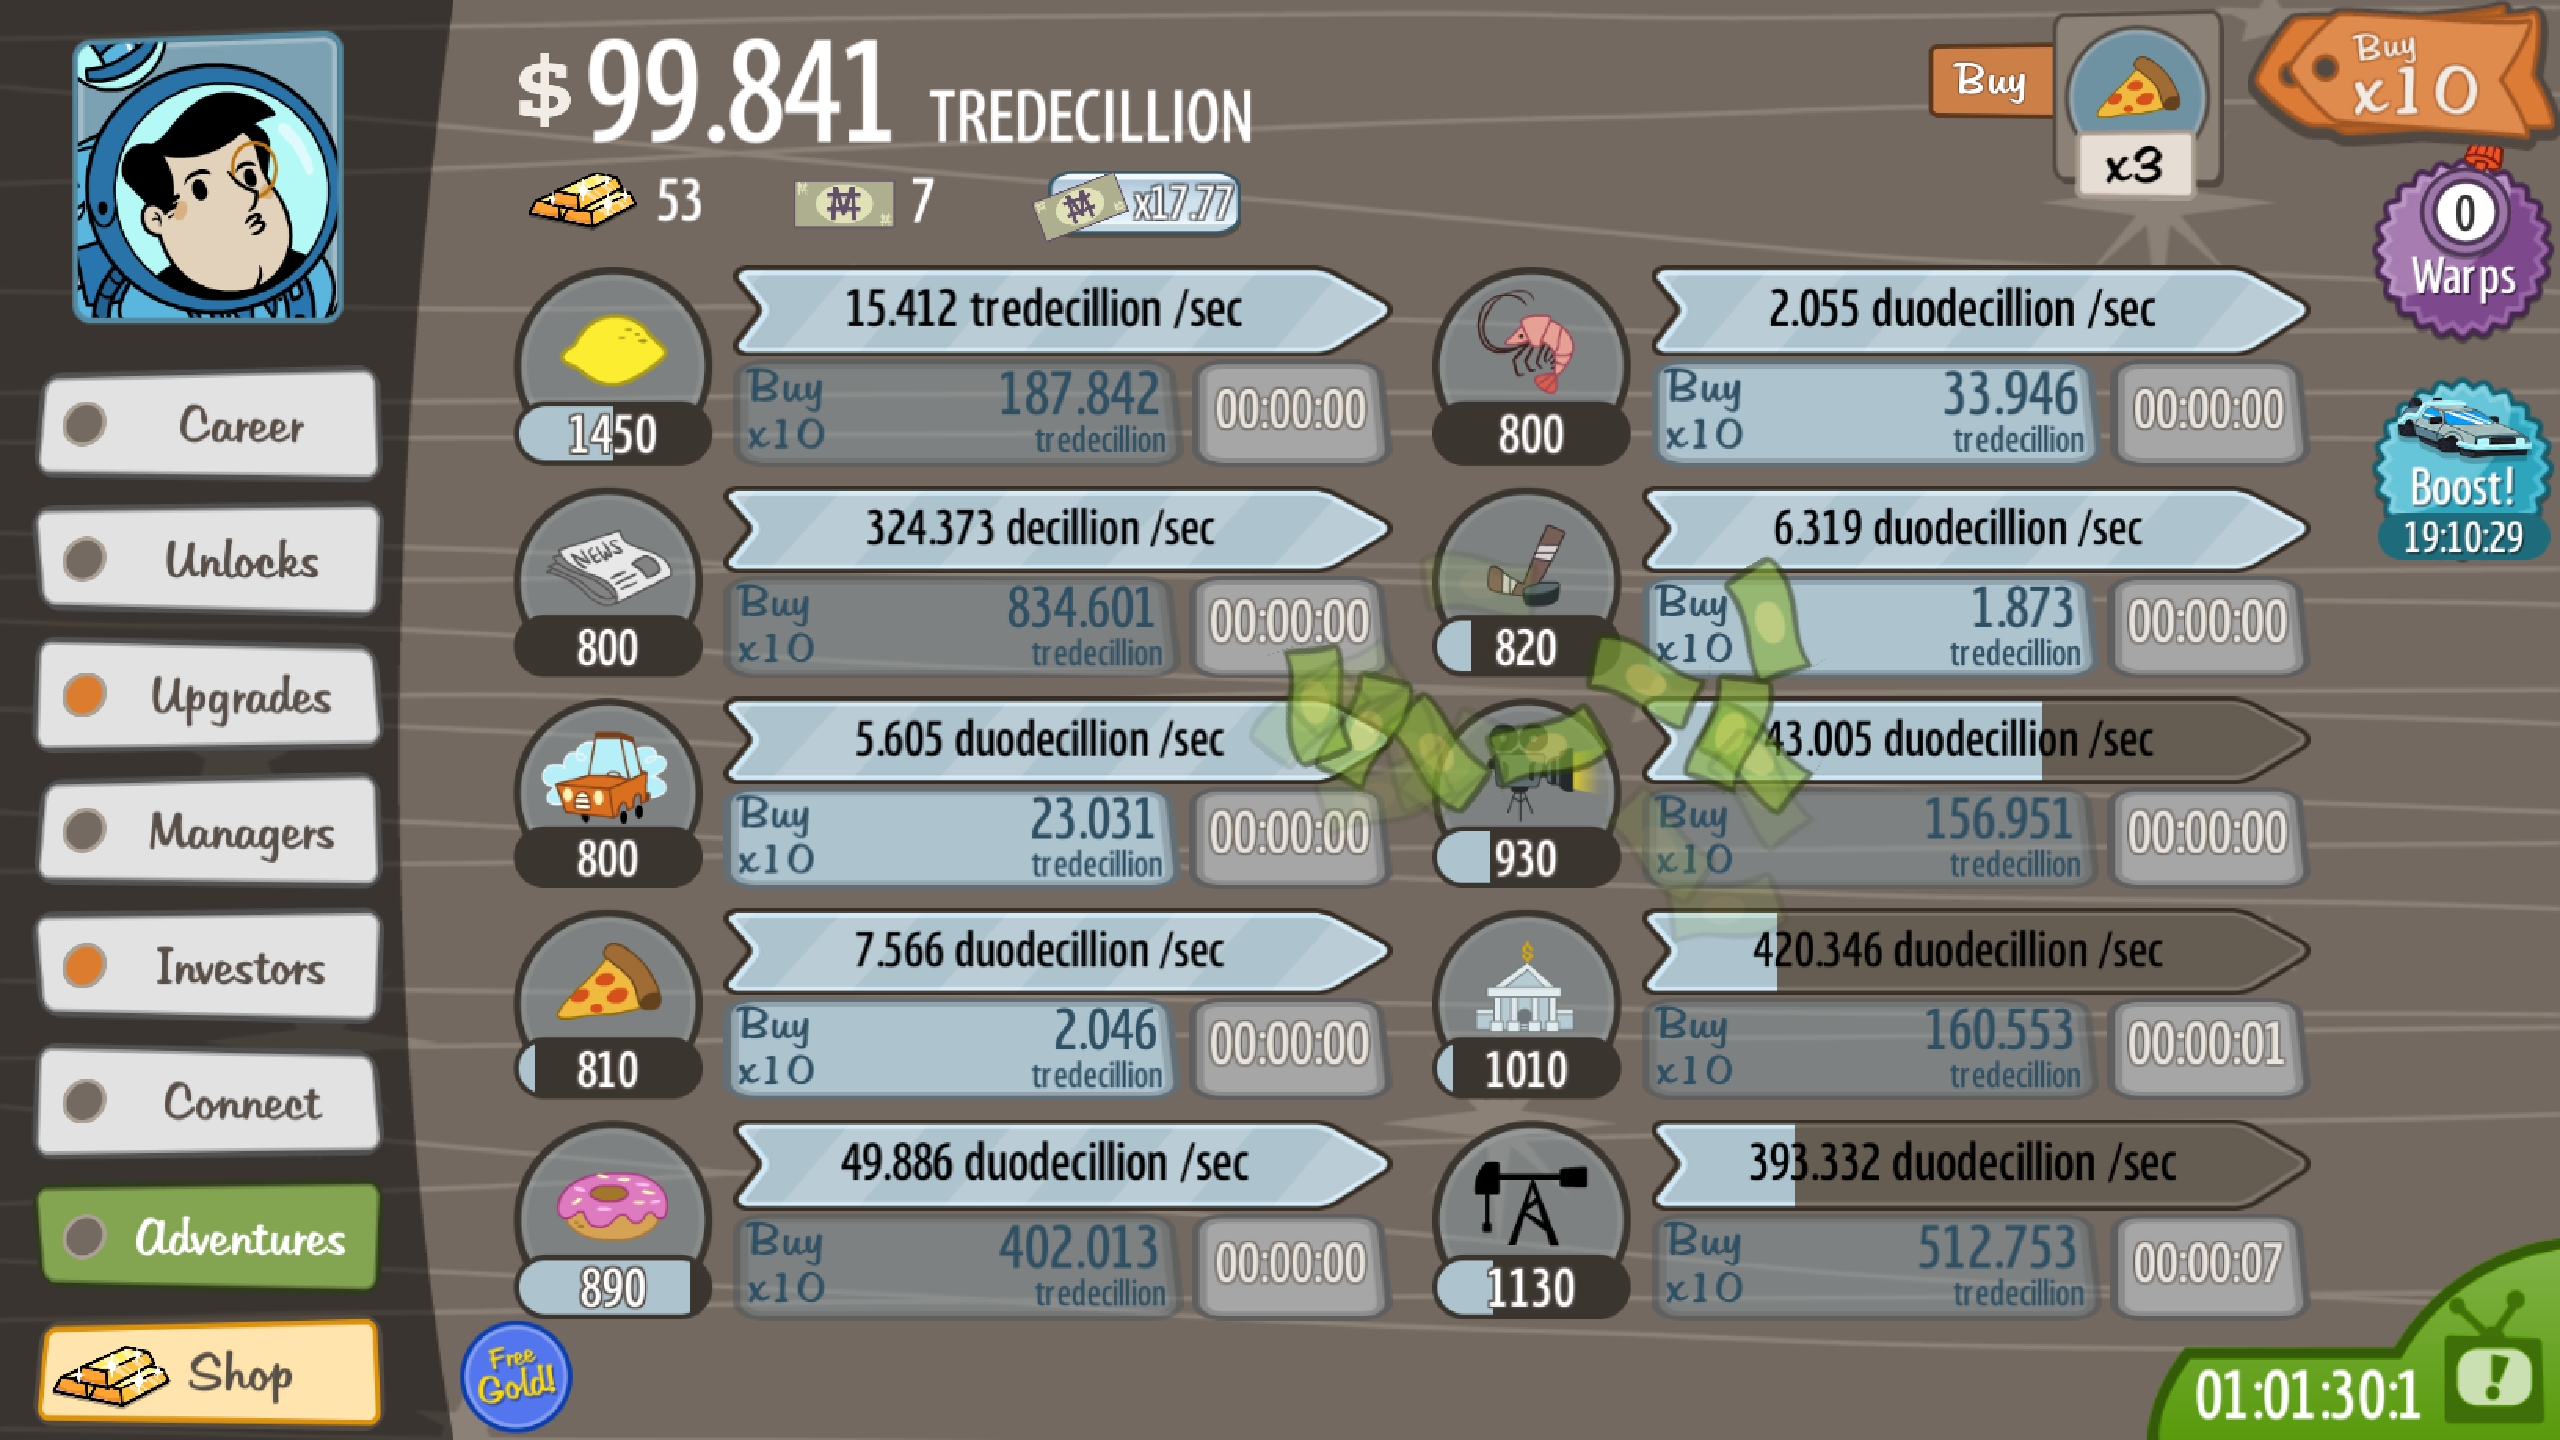 $99.841 TREDECILLION
53
7
x17.77
Buy
x3
Buy
x10
0
Warps
Boost!
19:10:29
Career
Unlocks
Upgrades
Managers
Investors
Connect
Adventures
Shop
15.412 tredecillion /sec
1450
Buy
x10
187.842
tredecillion
00:00:00
2.055 duodecillion /sec
800
Buy
x10
33.946
tredecillion
00:00:00
NEWS
324.373 decillion /sec
800
Buy
x10
834.601
tredecillion
00:00:00
6.319 duodecillion /sec
820
Buy
x10
1.873
tredecillion
00:00:00
5.605 duodecillion /sec
800
Buy
x10
23.031
tredecillion
00:00:00
43.005 duodecillion /sec
930
Buy
x10
156.951
tredecillion
00:00:00
7.566 duodecillion /sec
810
Buy
x10
2.046
tredecillion
00:00:00
420.346 duodecillion /sec
1010
Buy
x10
160.553
tredecillion
00:00:01
49.886 duodecillion /sec
890
Buy
x10
402.013
tredecillion
00:00:00
393.332 duodecillion /sec
1130
Buy
x10
512.753
tredecillion
00:00:07
Free
Gold!
01:01:30:1